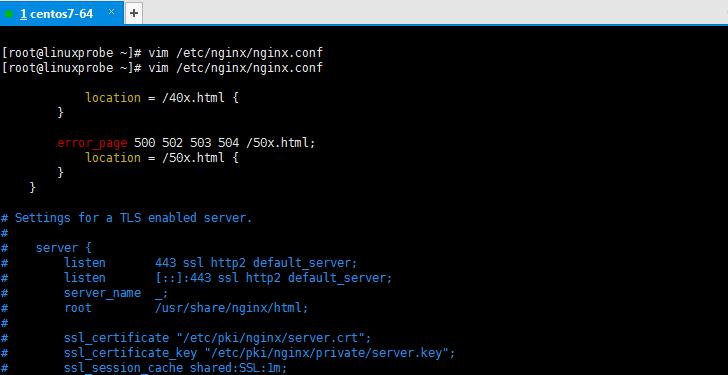 1 centos7-64 × +
[root@linuxprobe ~]# vim /etc/nginx/nginx.conf
[root@linuxprobe ~]# vim /etc/nginx/nginx.conf
            location = /40x.html {
        }
        error_page 500 502 503 504 /50x.html;
            location = /50x.html {
        }
    }
# Settings for a TLS enabled server.
#
#    server {
#        listen       443 ssl http2 default_server;
#        listen       [::]:443 ssl http2 default_server;
#        server_name  _;
#        root         /usr/share/nginx/html;
#
#        ssl_certificate "/etc/pki/nginx/server.crt";
#        ssl_certificate_key "/etc/pki/nginx/private/server.key";
#        ssl_session_cache shared:SSL:1m;